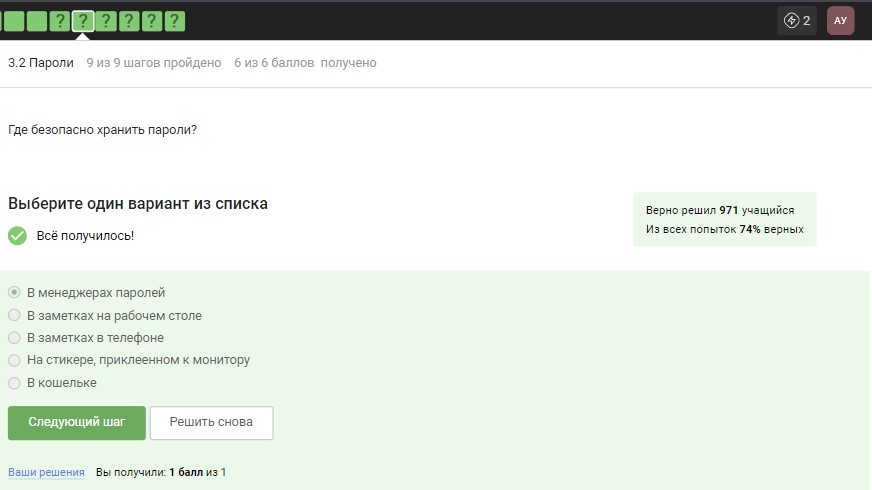 ? ? ? ? ? ?
2
АУ
3.2 Пароли 9 из 9 шагов пройдено 6 из 6 баллов получено
Где безопасно хранить пароли?
Выберите один вариант из списка
Всё получилось!
Верно решил 971 учащийся
Из всех попыток 74% верных
В менеджерах паролей
В заметках на рабочем столе
В заметках в телефоне
На стикере, приклеенном к монитору
В кошельке
Следующий шаг
Решить снова
Ваши решения Вы получили: 1 балл из 1